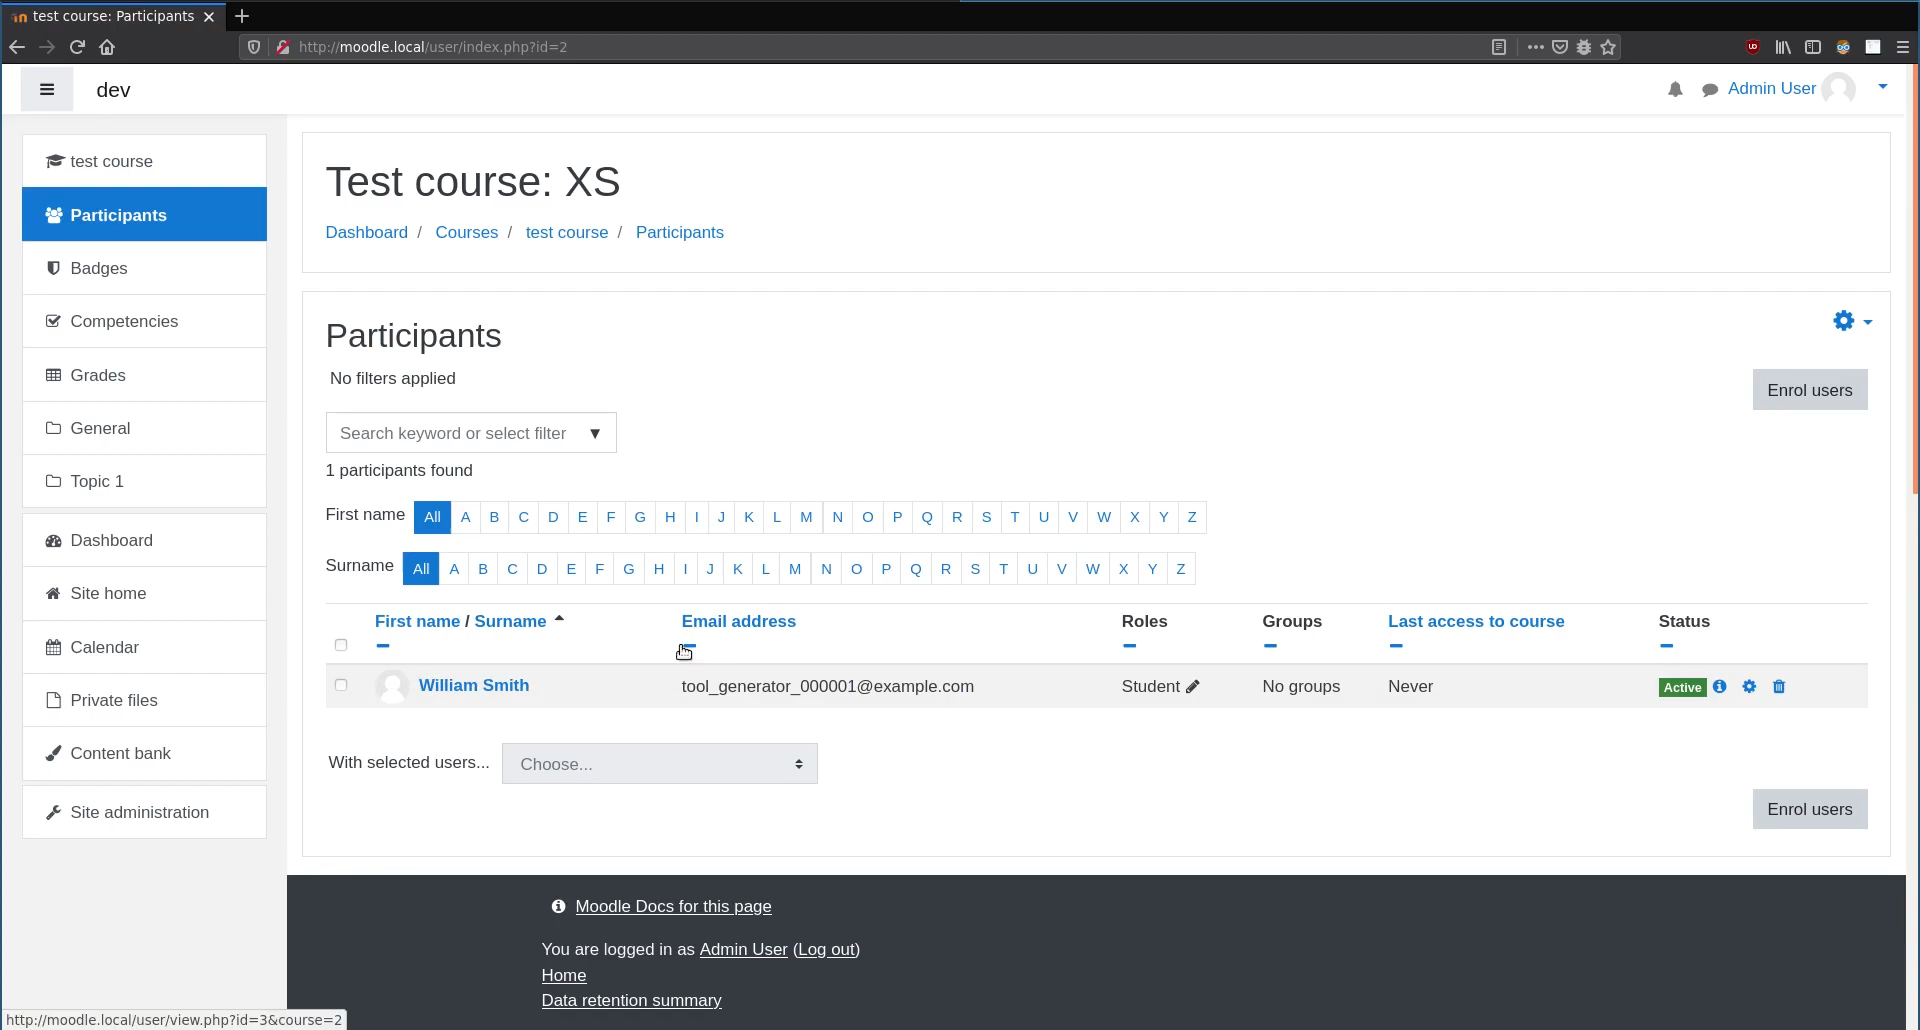 test course: Participants
http://moodle.local/user/index.php?id=2
dev
Admin User
test course
Participants
Badges
Competencies
Grades
General
Topic 1
Dashboard
Site home
Calendar
Private files
Content bank
Site administration
Test course: XS
Dashboard / Courses / test course / Participants
Participants
No filters applied
Enrol users
Search keyword or select filter ▼
1 participants found
First name All A B C D E F G H I J K L M N O P Q R S T U V W X Y Z
Surname All A B C D E F G H I J K L M N O P Q R S T U V W X Y Z
First name / Surname Email address Roles Groups Last access to course Status
William Smith tool_generator_000001@example.com Student No groups Never Active
With selected users... Choose...
Enrol users
Moodle Docs for this page
You are logged in as Admin User (Log out)
Home
Data retention summary
http://moodle.local/user/view.php?id=3&course=2